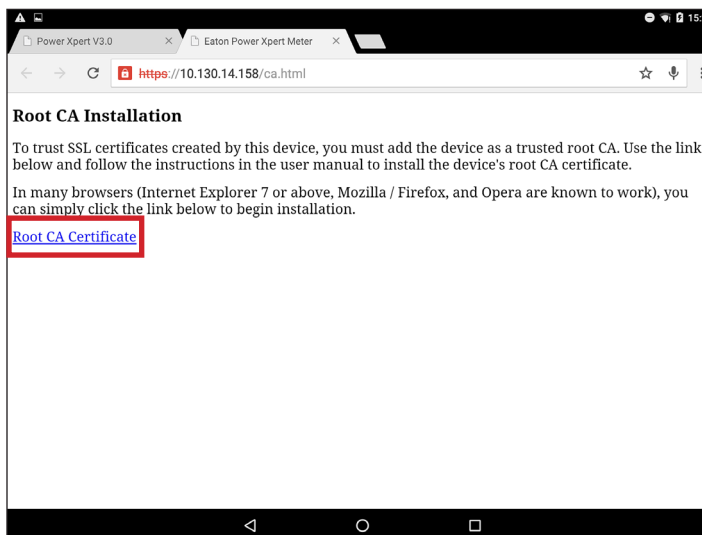 15:
Power Xpert V3.0
Eaton Power Xpert Meter
https://10.130.14.158/ca.html
Root CA Installation
To trust SSL certificates created by this device, you must add the device as a trusted root CA. Use the link
below and follow the instructions in the user manual to install the device's root CA certificate.
In many browsers (Internet Explorer 7 or above, Mozilla / Firefox, and Opera are known to work), you
can simply click the link below to begin installation.
Root CA Certificate